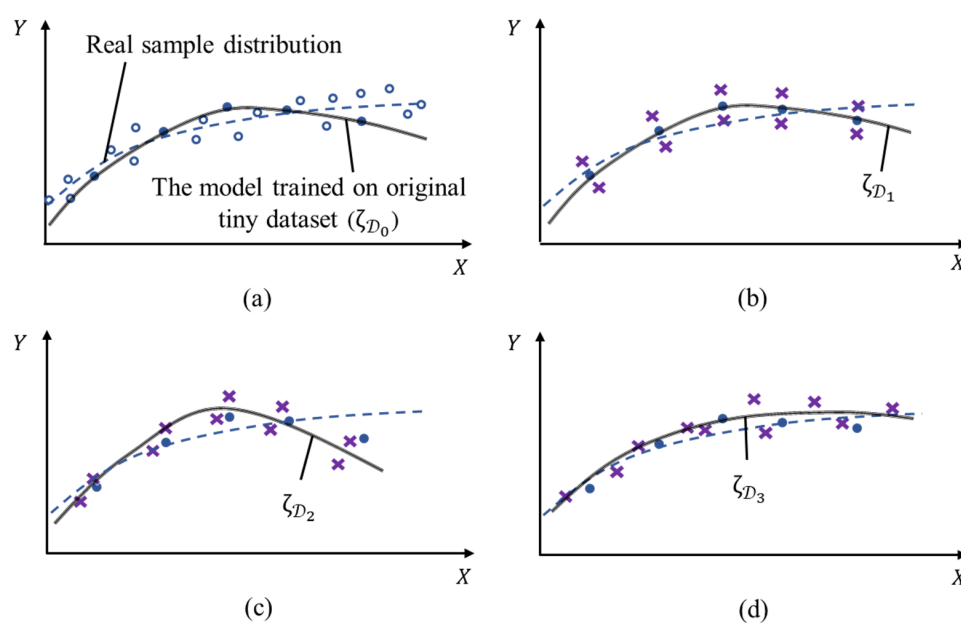 Y
Real sample distribution
The model trained on original
tiny dataset (ζ𝒟₀)
X
(a)
Y
ζ𝒟₁
X
(b)
Y
ζ𝒟₂
X
(c)
Y
ζ𝒟₃
X
(d)